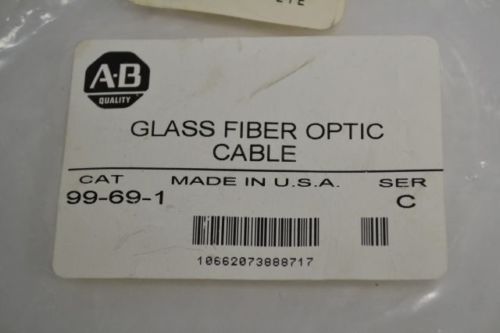 A-B
QUALITY
GLASS FIBER OPTIC
CABLE
CAT MADE IN U.S.A. SER
99-69-1 C
10662073888717